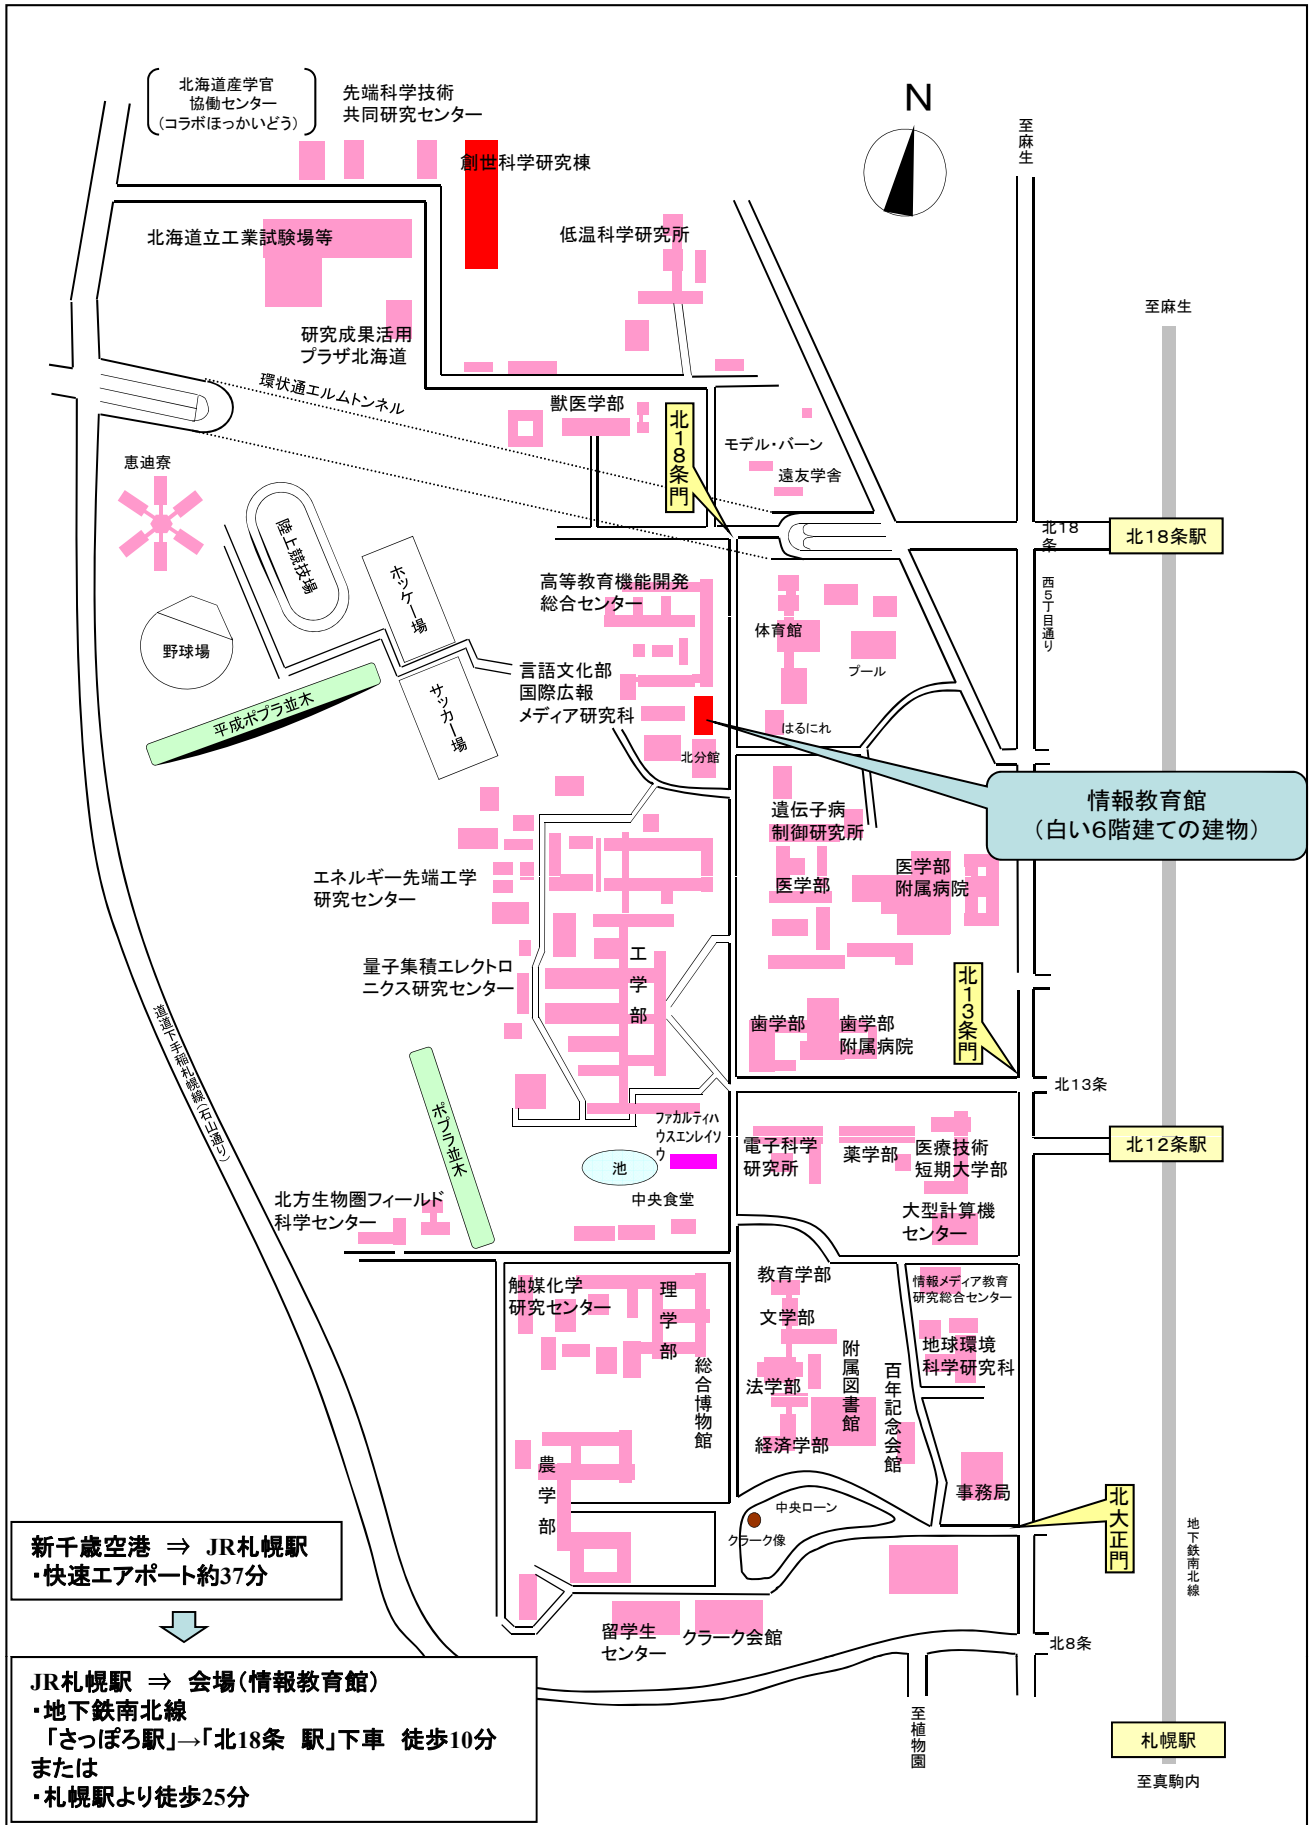 北海道産学官
協働センター
(コラボほっかいどう)
先端科学技術
共同研究センター
N
至麻生
創世科学研究棟
北海道立工業試験場等
低温科学研究所
至麻生
研究成果活用
プラザ北海道
環状通エルムトンネル
獣医学部
北18条門
モデル・バーン
遠友学舎
恵迪寮
陸上競技場
北18
条
北18条駅
ホッケー場
高等教育機能開発
総合センター
西5丁目通り
体育館
野球場
プール
言語文化部
国際広報
メディア研究科
サッカー場
平成ポプラ並木
はるにれ
北分館
情報教育館
(白い6階建ての建物)
遺伝子病
制御研究所
エネルギー先端工学
研究センター
医学部
医学部
附属病院
工学部
量子集積エレクトロ
ニクス研究センター
北13条門
道道下手稲札幌線(石山通り)
歯学部
歯学部
附属病院
北13条
ポプラ並木
ファカルティハ
ウスエンレイソ
ウ
電子科学
研究所
薬学部
医療技術
短期大学部
北12条駅
池
中央食堂
北方生物圏フィールド
科学センター
大型計算機
センター
触媒化学
研究センター
理学部
教育学部
情報メディア教育
研究総合センター
文学部
附属図書館
地球環境
科学研究科
総合博物館
法学部
百年記念会館
経済学部
農学部
事務局
北大正門
中央ローン
クラーク像
地下鉄南北線
新千歳空港 ⇒ JR札幌駅
・快速エアポート約37分
留学生
センター
クラーク会館
北8条
JR札幌駅 ⇒ 会場(情報教育館)
・地下鉄南北線
「さっぽろ駅」→「北18条 駅」下車 徒歩10分
または
・札幌駅より徒歩25分
至植物園
札幌駅
至真駒内